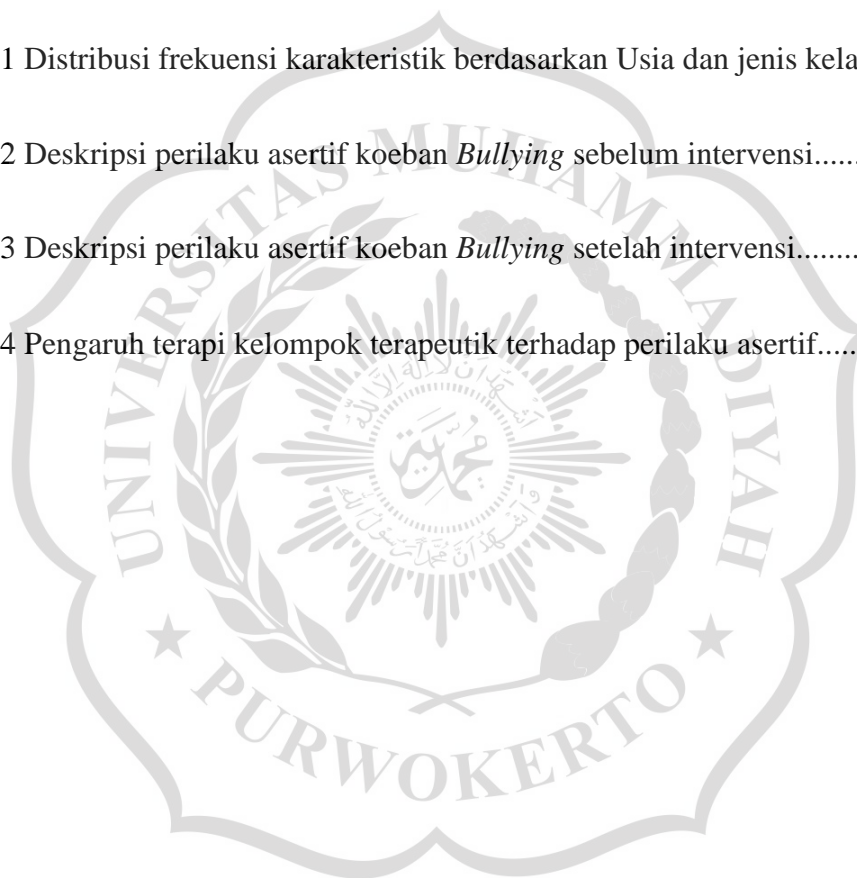 1 Distribusi frekuensi karakteristik berdasarkan Usia dan jenis kela
2 Deskripsi perilaku asertif koeban Bullying sebelum intervensi......
3 Deskripsi perilaku asertif koeban Bullying setelah intervensi........
4 Pengaruh terapi kelompok terapeutik terhadap perilaku asertif.....
UNIVERSITAS MUHAMMADIYAH
PURWOKERTO